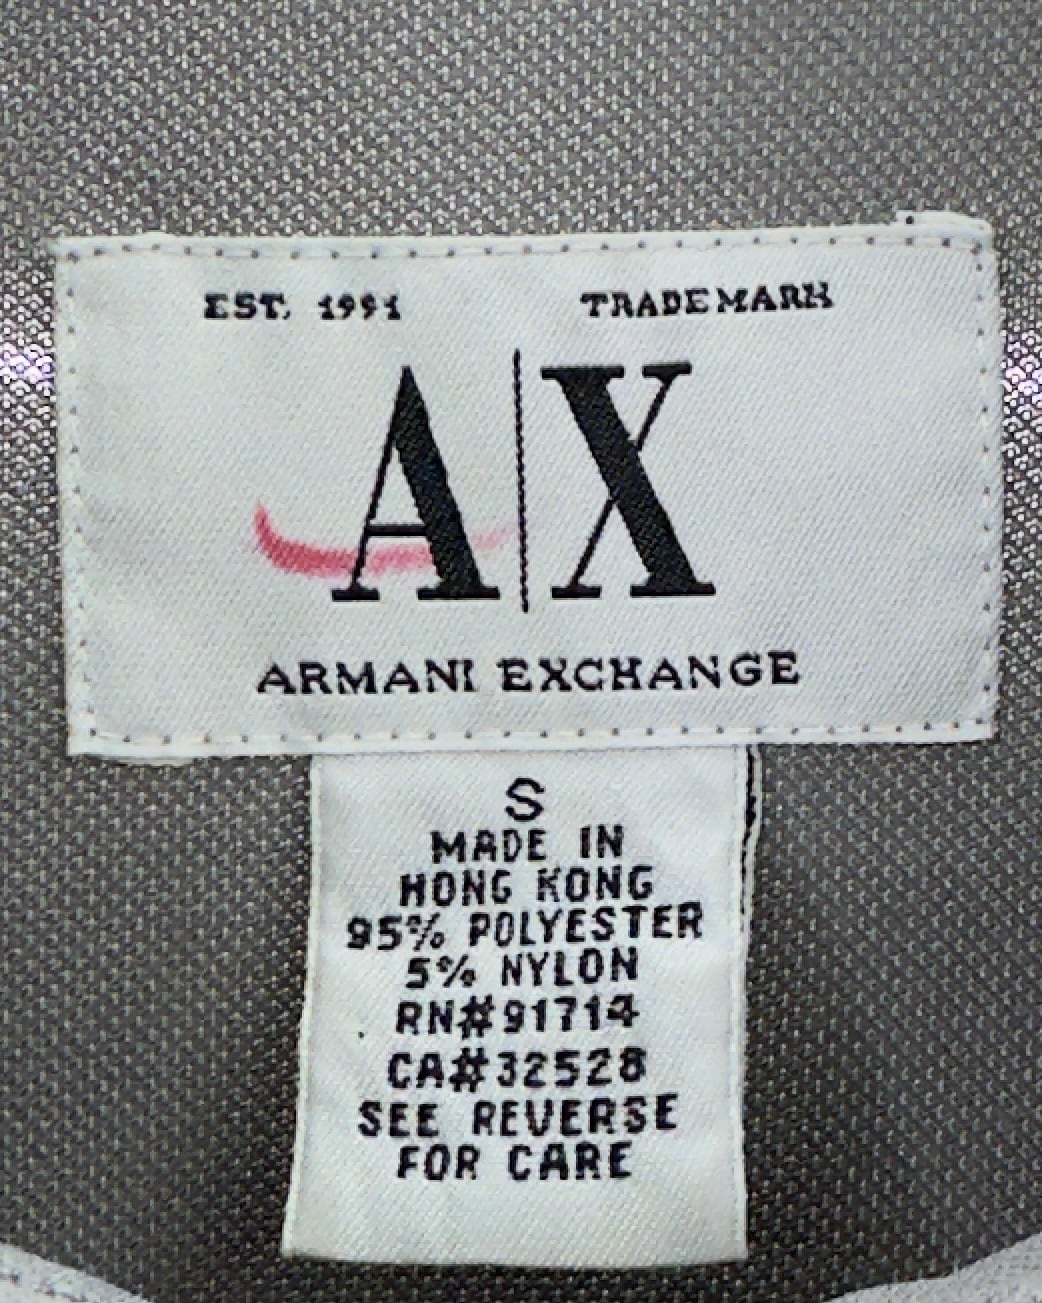 EST. 1991 TRADEMARK
A|X
ARMANI EXCHANGE
S
MADE IN
HONG KONG
95% POLYESTER
5% NYLON
RN#91714
CA#32528
SEE REVERSE
FOR CARE